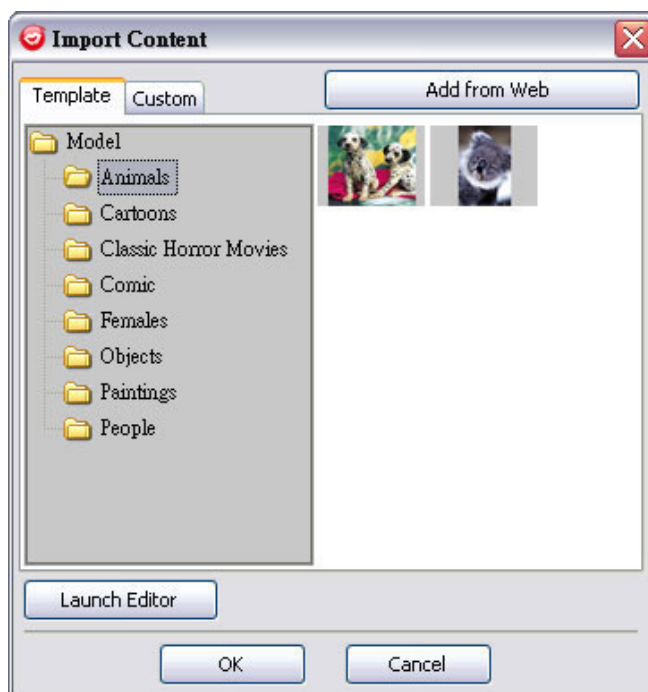 Import Content
Template
Custom
Add from Web
Model
Animals
Cartoons
Classic Horror Movies
Comic
Females
Objects
Paintings
People
Launch Editor
OK
Cancel